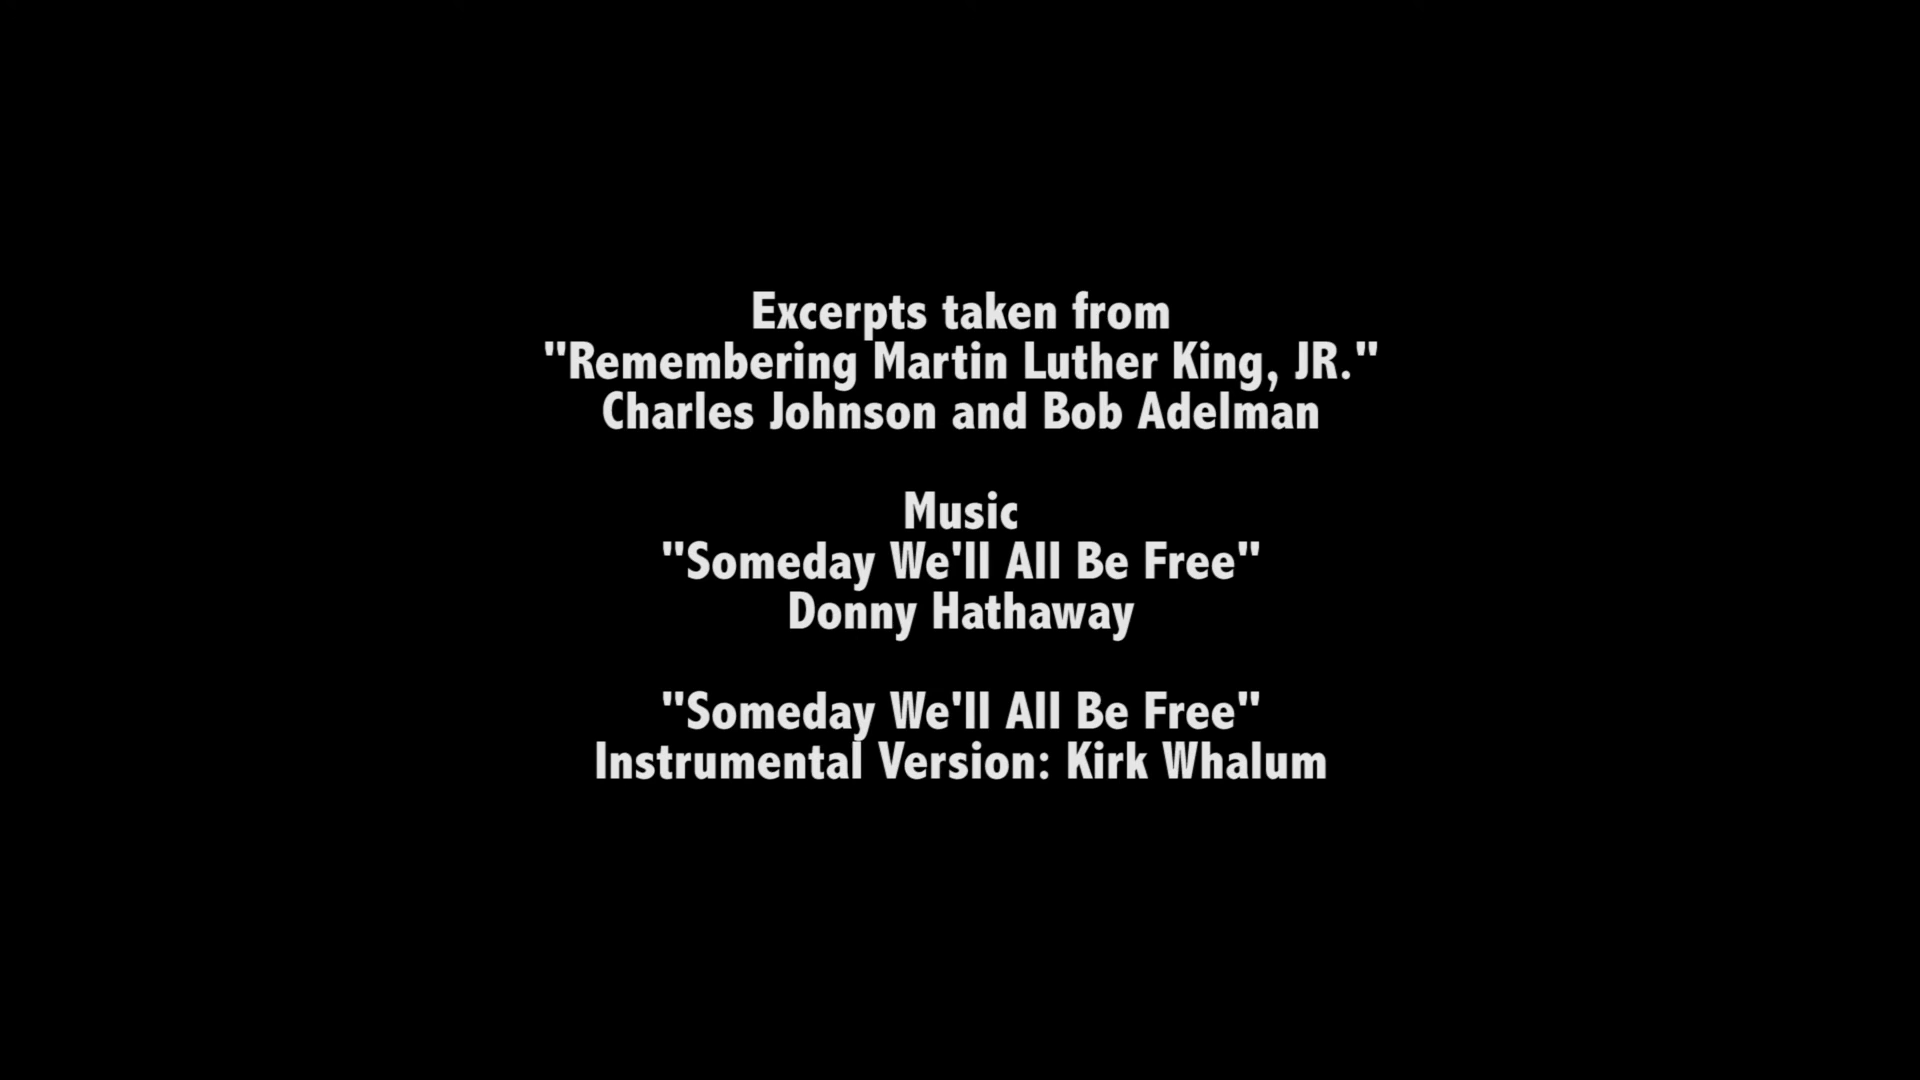 Excerpts taken from
"Remembering Martin Luther King, JR."
Charles Johnson and Bob Adelman
Music
"Someday We'll All Be Free"
Donny Hathaway
"Someday We'll All Be Free"
Instrumental Version: Kirk Whalum